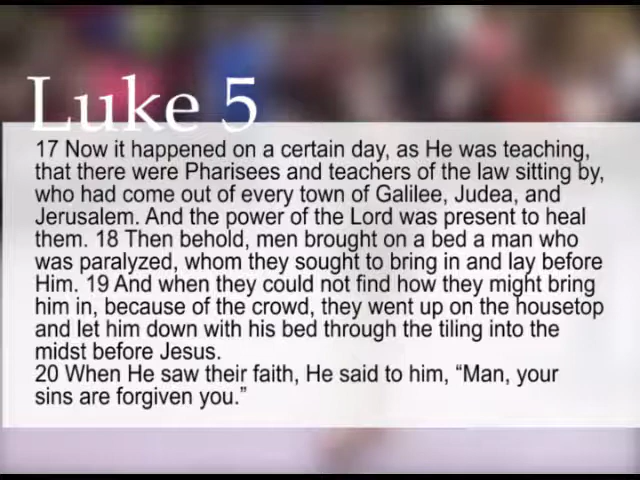 Luke 5
17 Now it happened on a certain day, as He was teaching,
that there were Pharisees and teachers of the law sitting by,
who had come out of every town of Galilee, Judea, and
Jerusalem. And the power of the Lord was present to heal
them. 18 Then behold, men brought on a bed a man who
was paralyzed, whom they sought to bring in and lay before
Him. 19 And when they could not find how they might bring
him in, because of the crowd, they went up on the housetop
and let him down with his bed through the tiling into the
midst before Jesus.
20 When He saw their faith, He said to him, “Man, your
sins are forgiven you.”